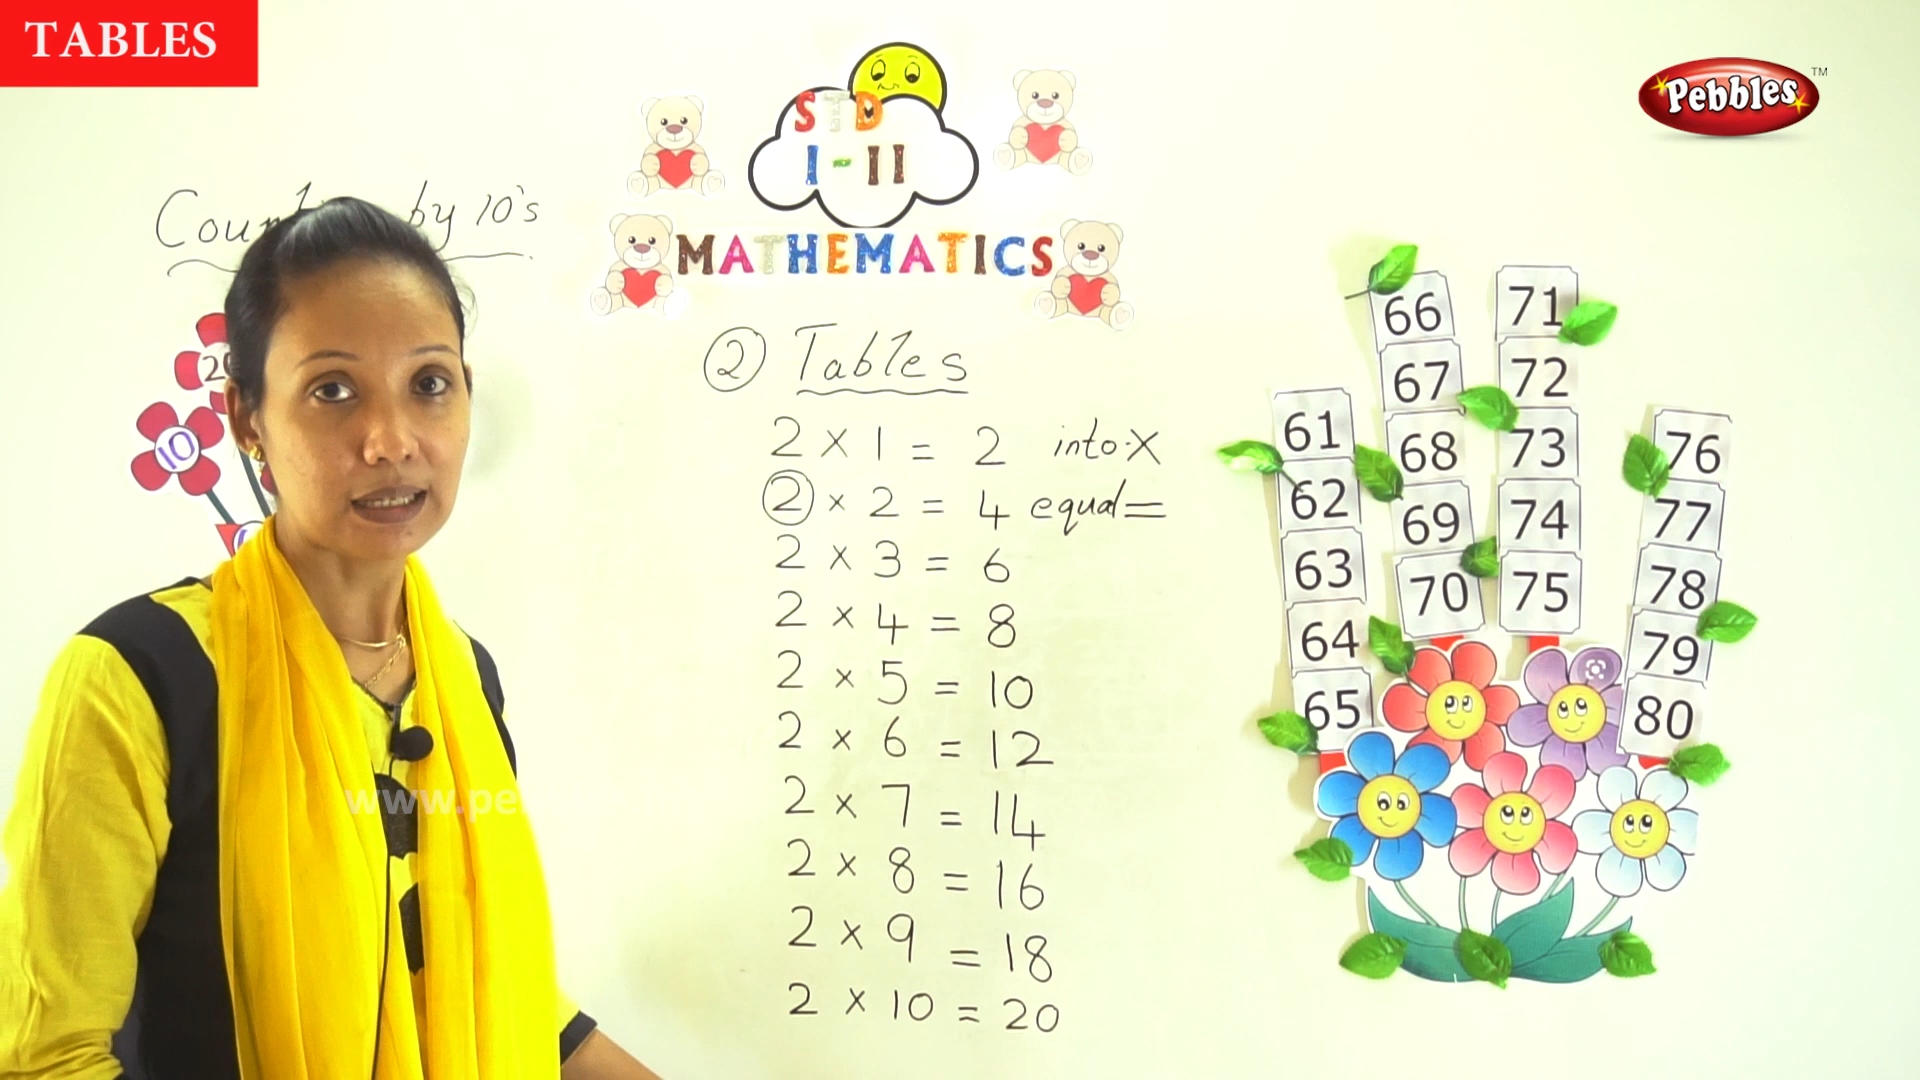 TABLES
Pebbles™
STD
I-II
MATHEMATICS
by 10's
20
10
② Tables
2 × 1 = 2 into·×
② × 2 = 4 equal=
2 × 3 = 6
2 × 4 = 8
2 × 5 = 10
2 × 6 = 12
2 × 7 = 14
2 × 8 = 16
2 × 9 = 18
2 × 10 = 20
61
62
63
64
65
66
67
68
69
70
71
72
73
74
75
76
77
78
79
80